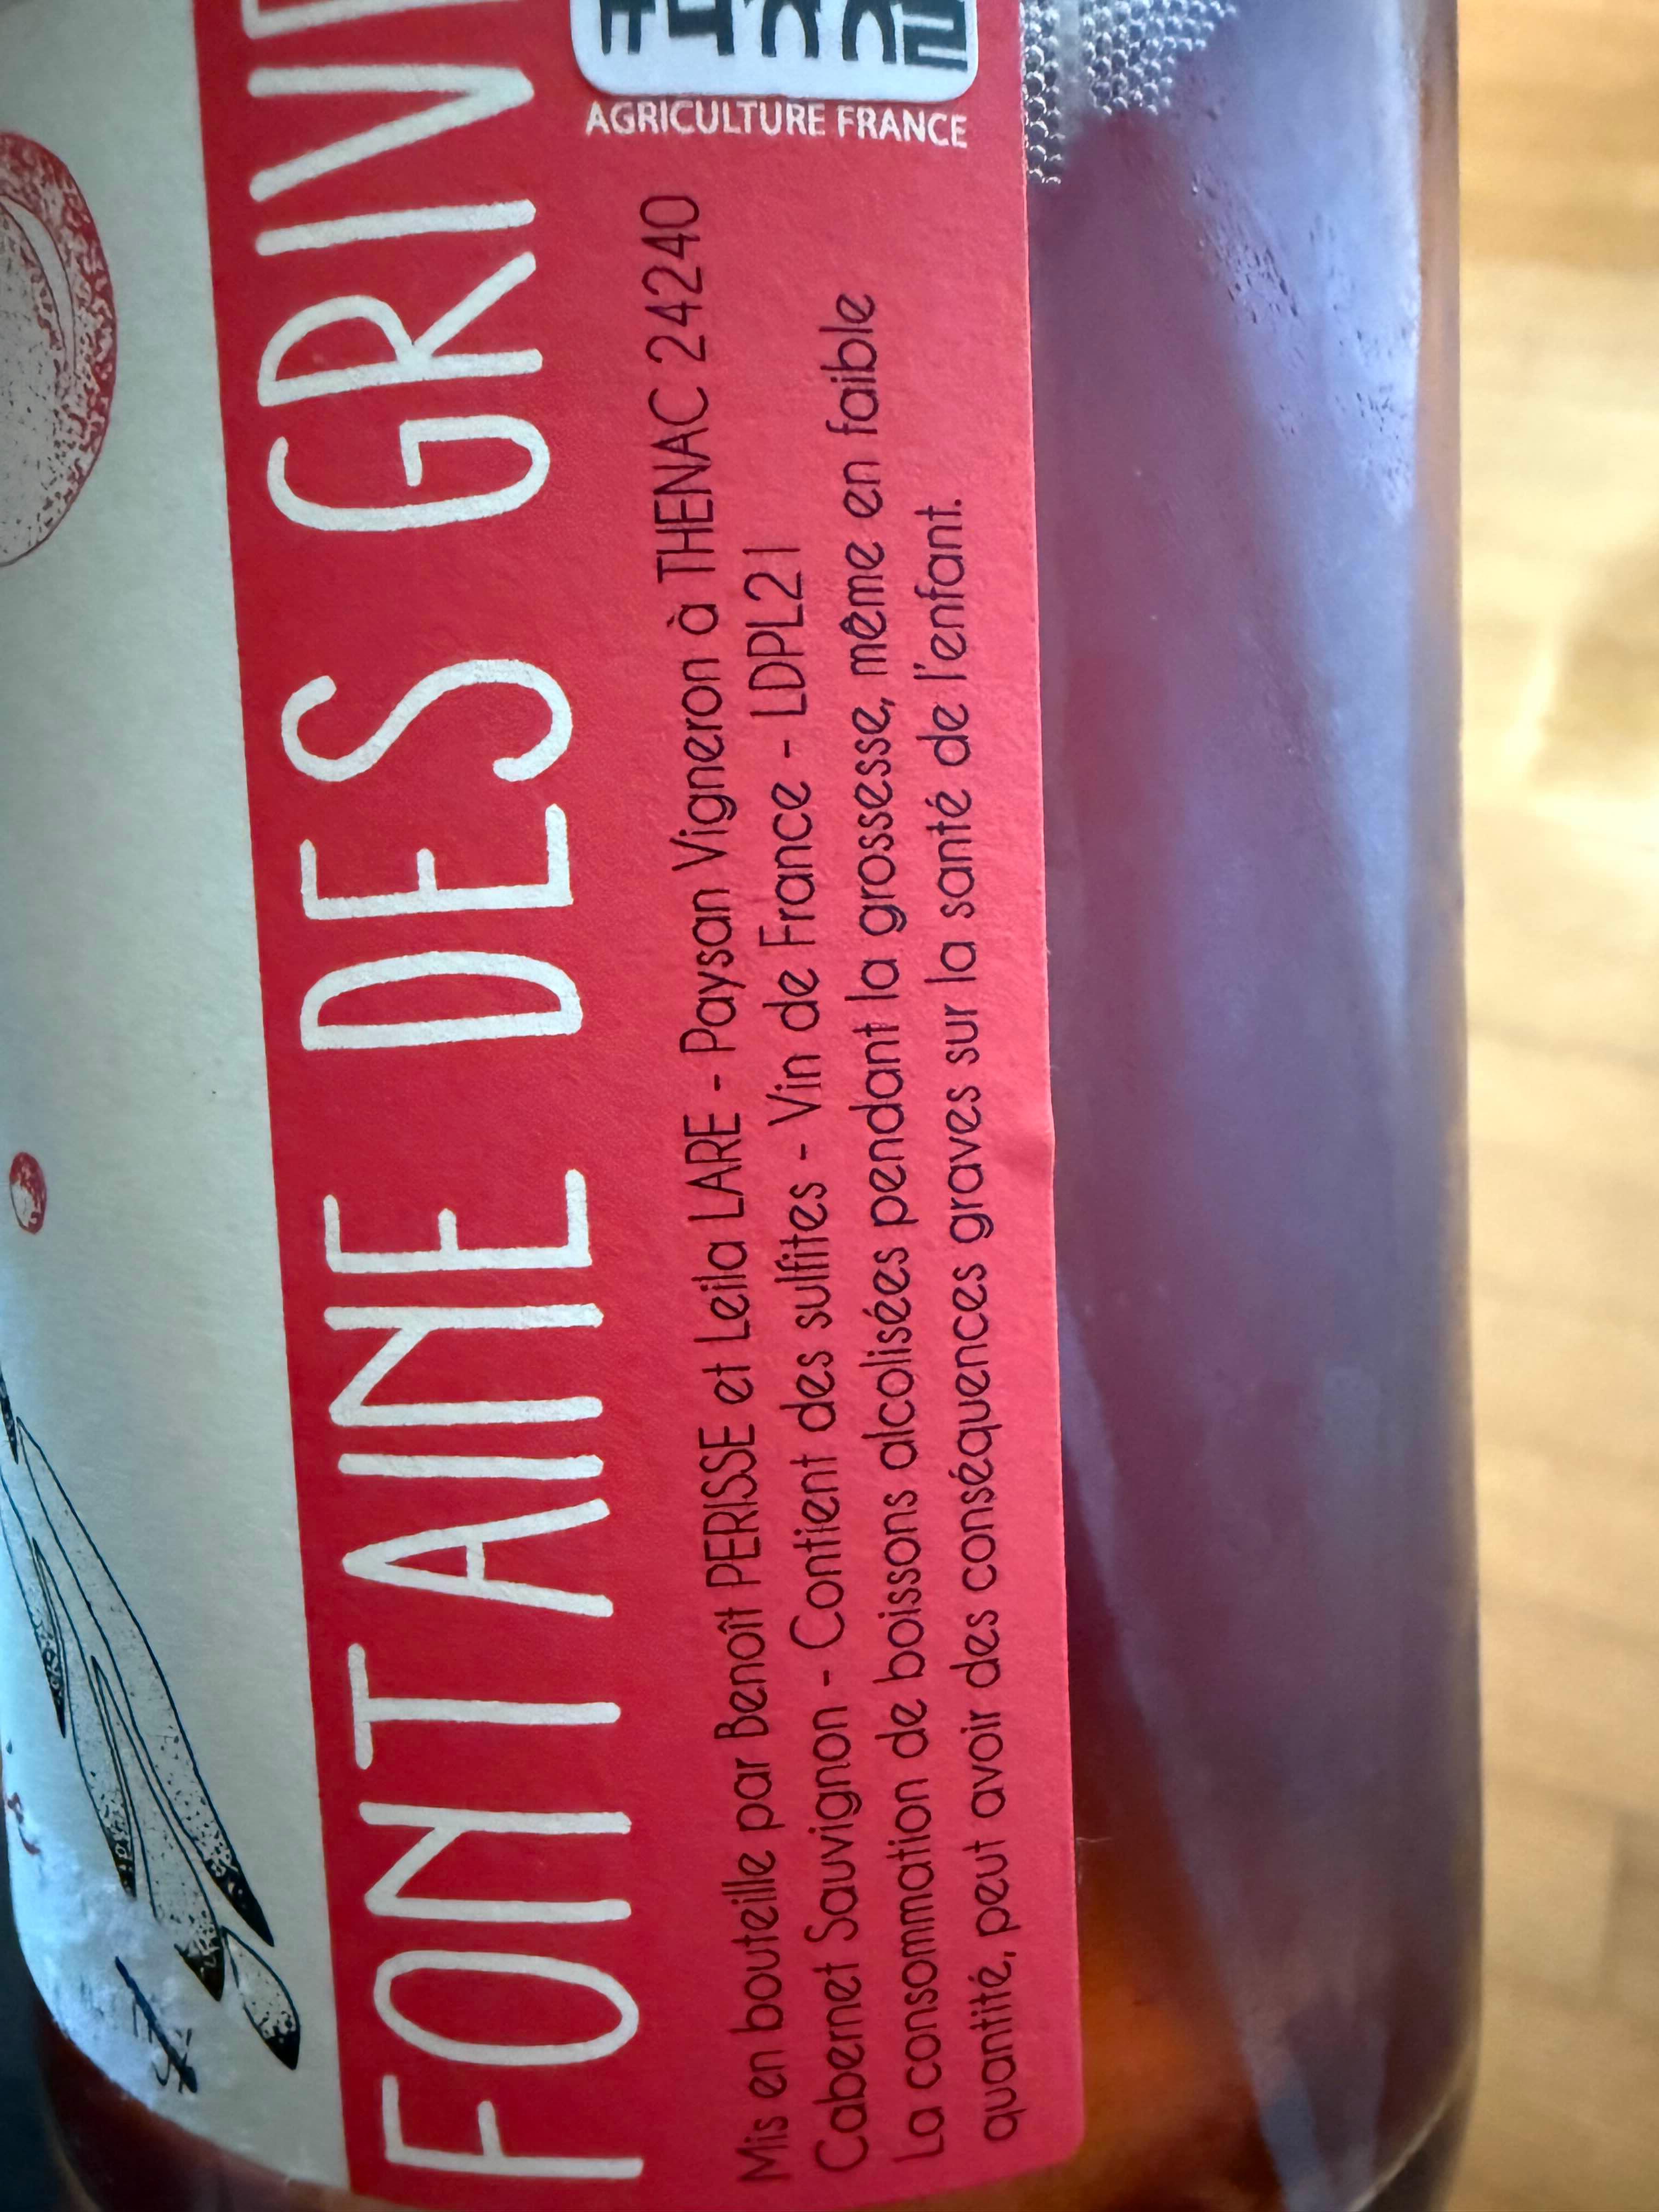 FONTAINE DES GRIV
Mis en bouteille par Benoît PERISSE et Leila LARE - Paysan Vigneron à THENAC 24240
Cabernet Sauvignon - Contient des sulfites - Vin de France - LDPL21
La consommation de boissons alcolisées pendant la grossesse, même en faible
quantité, peut avoir des conséquences graves sur la santé de l'enfant.
AGRICULTURE FRANCE